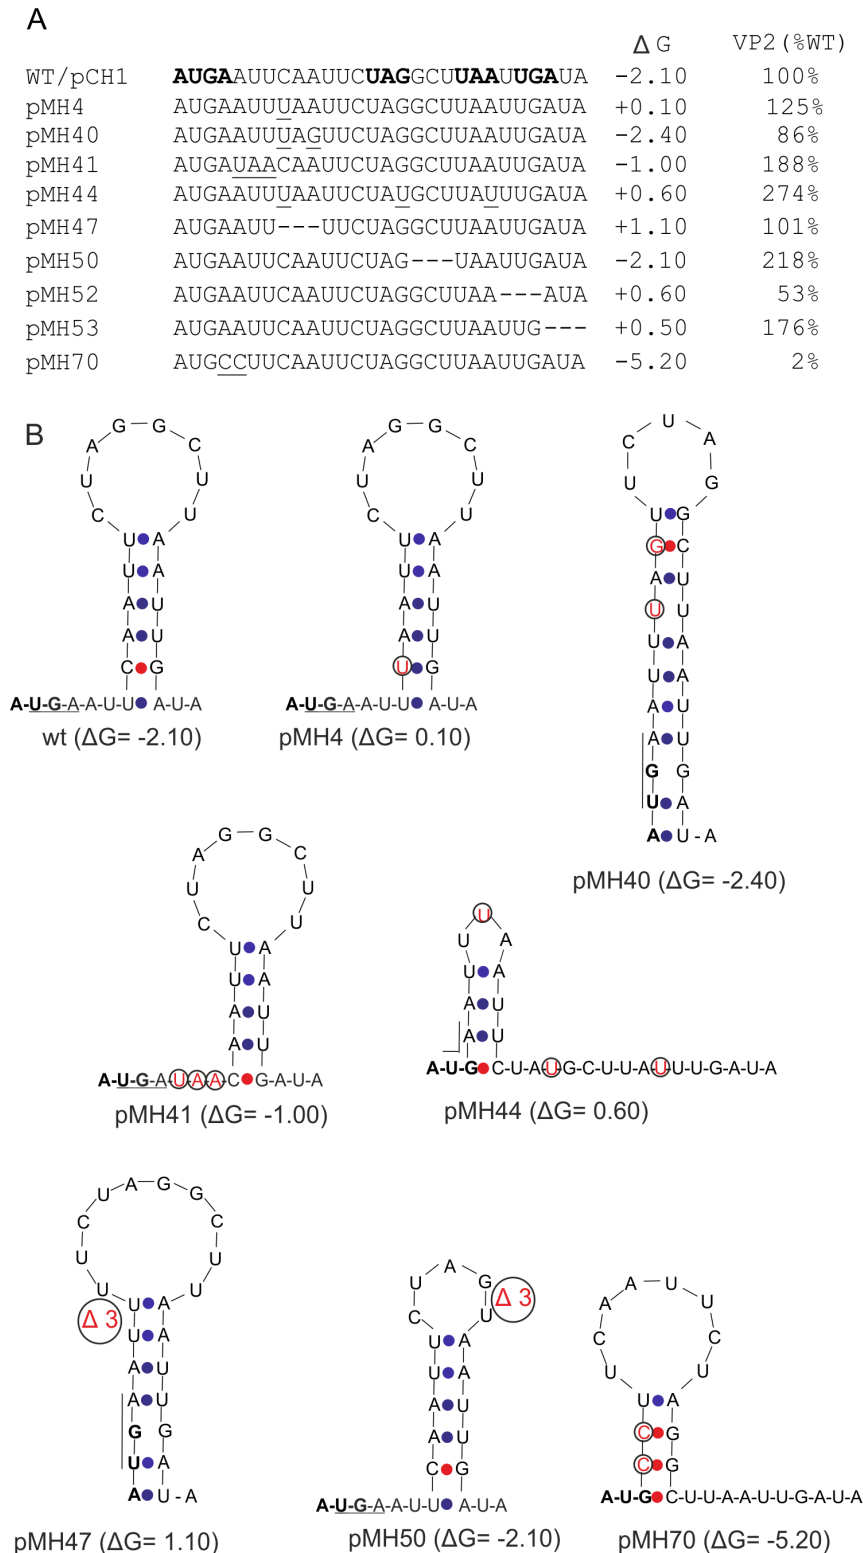 A
Δ G VP2(%WT)
WT/pCH1 AUGAAUUCAAUUCUAGGCUUAAUUGAUA -2.10 100%
pMH4 AUGAAUUUAAUUCUAGGCUUAAUUGAUA +0.10 125%
pMH40 AUGAAUUUAGUUCUAGGCUUAAUUGAUA -2.40 86%
pMH41 AUGAUAACAAUUCUAGGCUUAAUUGAUA -1.00 188%
pMH44 AUGAAUUUAAUUCUAUGCUUAUUUGAUA +0.60 274%
pMH47 AUGAAUU---UUCUAGGCUUAAUUGAUA +1.10 101%
pMH50 AUGAAUUCAAUUCUAG---UAAUUGAUA -2.10 218%
pMH52 AUGAAUUCAAUUCUAGGCUUAA---AUA +0.60 53%
pMH53 AUGAAUUCAAUUCUAGGCUUAAUUG--- +0.50 176%
pMH70 AUGCCUUCAAUUCUAGGCUUAAUUGAUA -5.20 2%
B
G G
A C
U U
C U
U A
U A
A U
A U
C G
A-U-G-A-A-U-U A-U-A
wt (ΔG= -2.10)
G G
A C
U U
C U
U A
U A
A U
A U
U G
A-U-G-A-A-U-U A-U-A
pMH4 (ΔG= 0.10)
U
C A
U G
U G
G C
A U
U U
U A
U A
A U
A U
G G
U A
A U-A
pMH40 (ΔG= -2.40)
G G
A C
U U
C U
U A
U A
A U
A U
A-U-G-A-U-A-A-C G-A-U-A
pMH41 (ΔG= -1.00)
U
U A
U A
A U
A U
A-U-G C-U-A-U-G-C-U-U-A-U-U-U-G-A-U-A
pMH44 (ΔG= 0.60)
A G
U G
C C
U U
U U
Δ 3
U A
U A
A U
A U
G G
U A
A U-A
pMH47 (ΔG= 1.10)
A
U G
Δ 3
C U
U A
U A
A U
A U
C G
A-U-G-A-A-U-U A-U-A
pMH50 (ΔG= -2.10)
A U
A U
C C
U U
U A
C G
C G
A-U-G C-U-U-A-A-U-U-G-A-U-A
pMH70 (ΔG= -5.20)